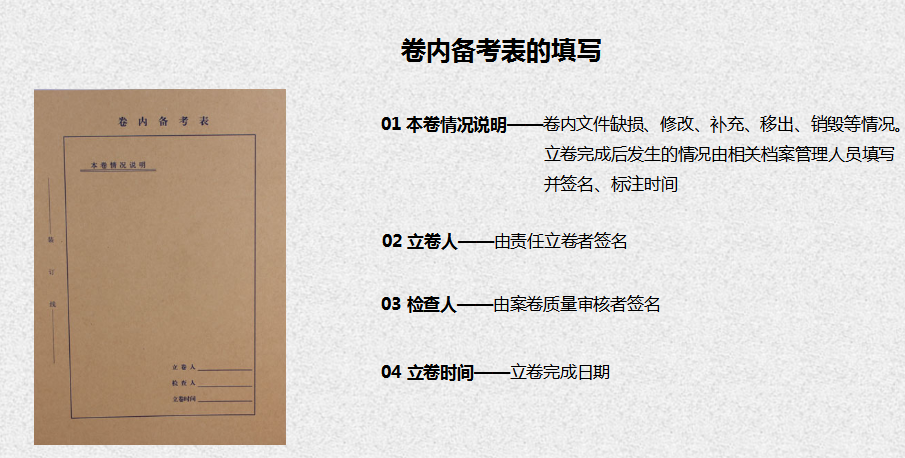 卷内备考表的填写
卷内备考表
本卷情况说明
装
订
线
立卷人
检查人
立卷时间
01 本卷情况说明——卷内文件缺损、修改、补充、移出、销毁等情况。
立卷完成后发生的情况由相关档案管理人员填写
并签名、标注时间
02 立卷人——由责任立卷者签名
03 检查人——由案卷质量审核者签名
04 立卷时间——立卷完成日期